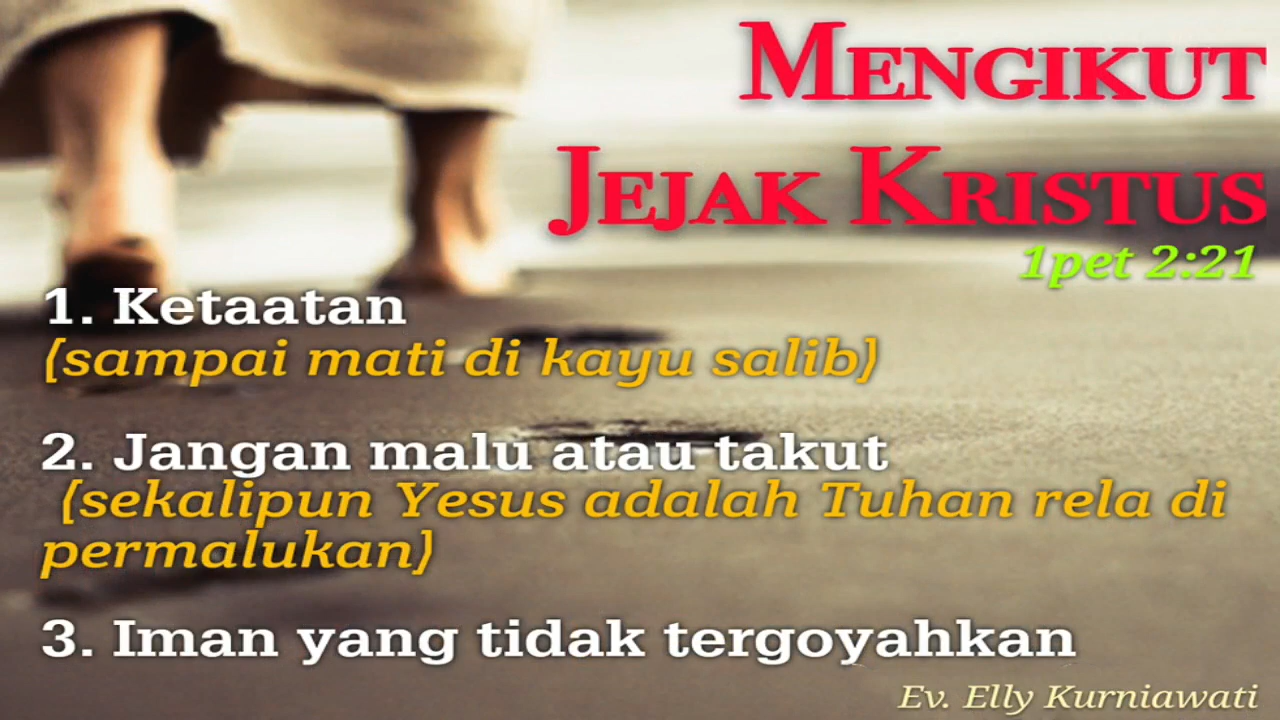 MENGIKUT
JEJAK KRISTUS
1pet 2:21
1. Ketaatan
(sampai mati di kayu salib)
2. Jangan malu atau takut
(sekalipun Yesus adalah Tuhan rela di
permalukan)
3. Iman yang tidak tergoyahkan
Ev. Elly Kurniawati